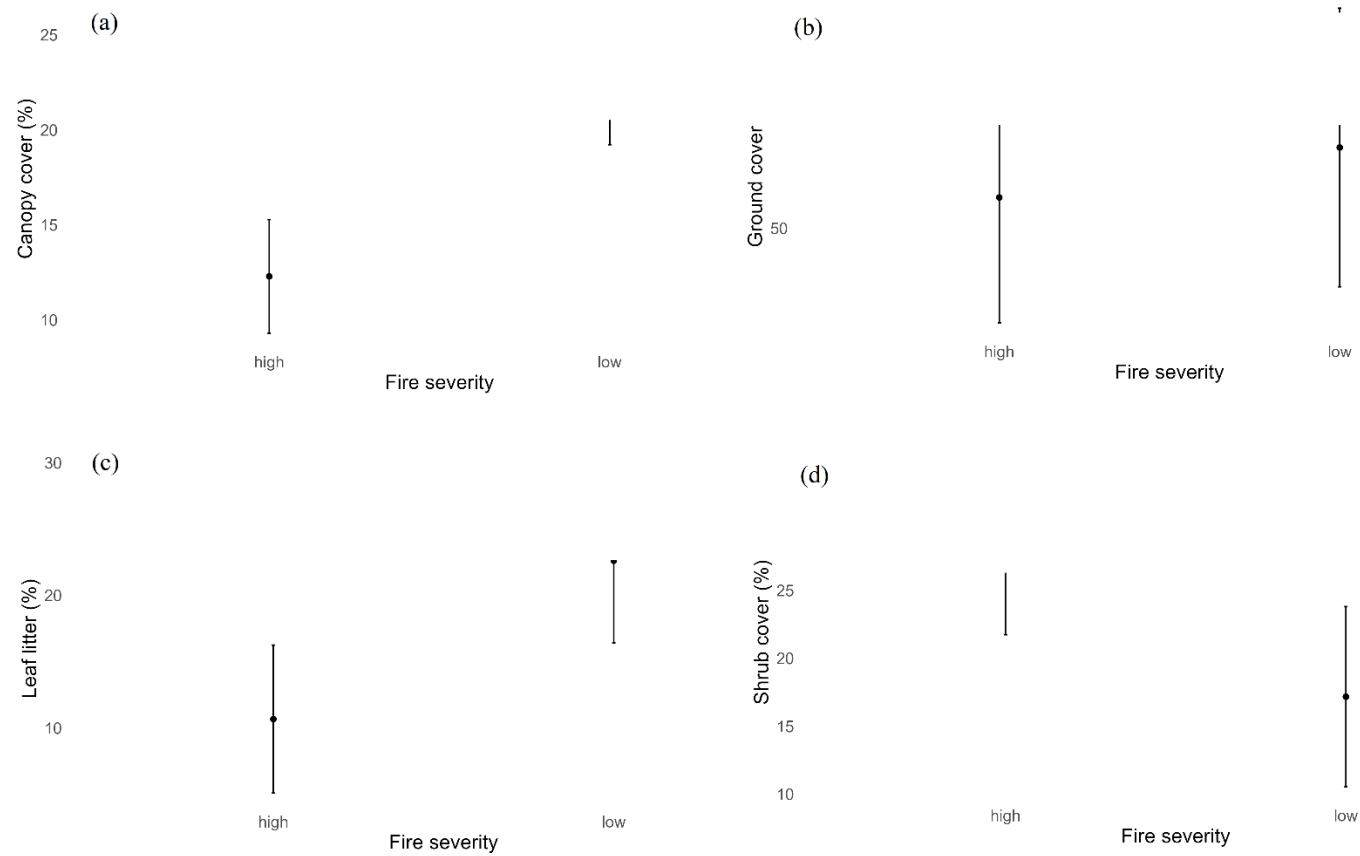 (a)
25
20
15
10
Canopy cover (%)
high
low
Fire severity
(b)
Ground cover
50
high
low
Fire severity
(c)
30
20
10
Leaf litter (%)
high
low
Fire severity
(d)
25
20
15
10
Shrub cover (%)
high
low
Fire severity